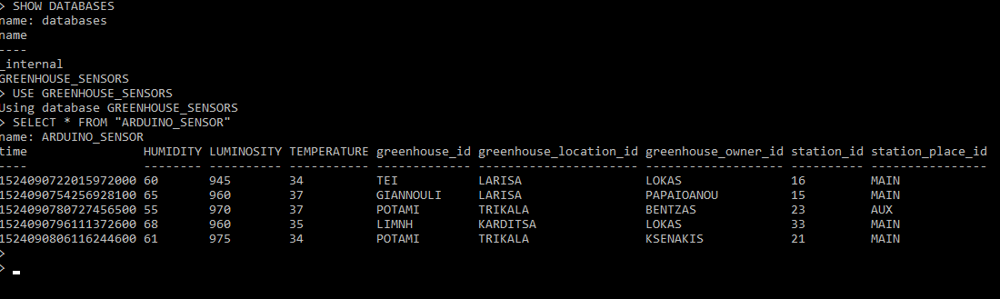 > SHOW DATABASES
name: databases
name
----
_internal
GREENHOUSE_SENSORS
> USE GREENHOUSE_SENSORS
Using database GREENHOUSE_SENSORS
> SELECT * FROM "ARDUINO_SENSOR"
name: ARDUINO_SENSOR
time                HUMIDITY LUMINOSITY TEMPERATURE greenhouse_id greenhouse_location_id greenhouse_owner_id station_id station_place_id
----                -------- ---------- ----------- ------------- ---------------------- ------------------- ---------- ----------------
1524090722015972000 60       945        34          TEI           LARISA                 LOKAS               16         MAIN
1524090754256928100 65       960        37          GIANNOULI     LARISA                 PAPAIOANOU          15         MAIN
1524090780727456500 55       970        37          POTAMI        TRIKALA                BENTZAS             23         AUX
1524090796111372600 68       960        35          LIMNH         KARDITSA               LOKAS               33         MAIN
1524090806116244600 61       975        34          POTAMI        TRIKALA                KSENAKIS            21         MAIN
>
>